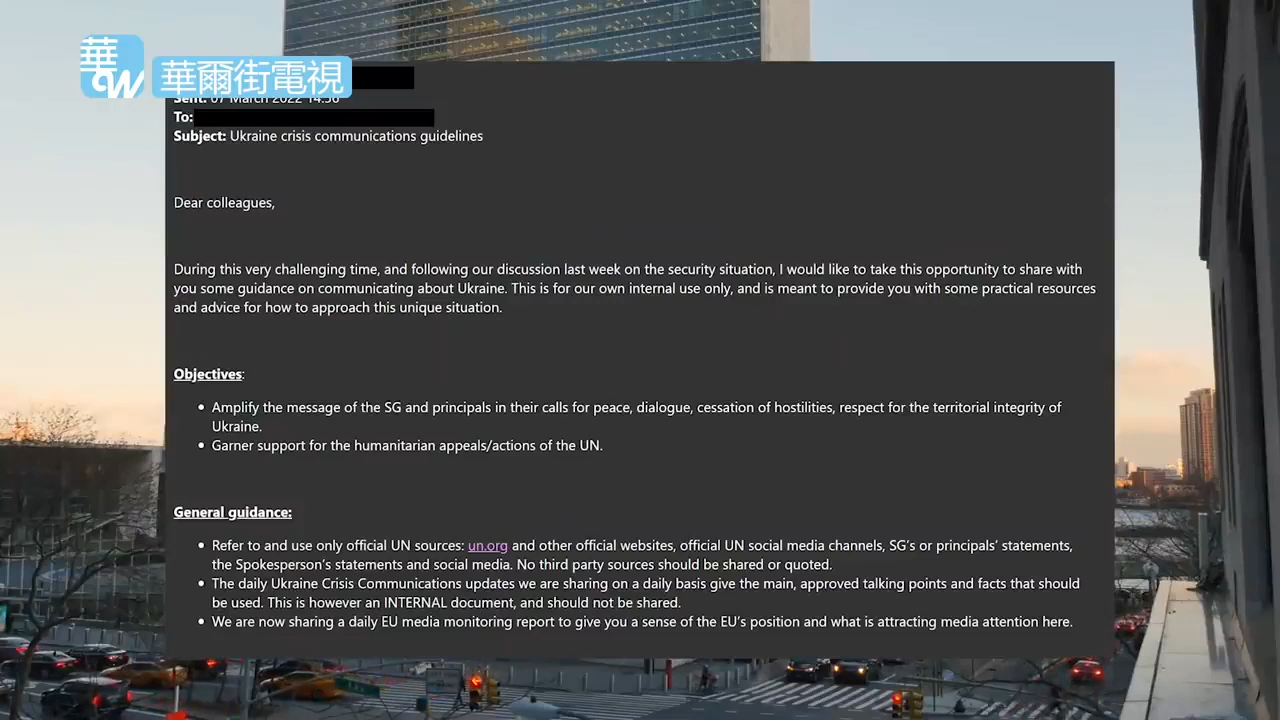 華
cw
華爾街電視
Sent: 07 March 2022 14:56
To:
Subject: Ukraine crisis communications guidelines
Dear colleagues,
During this very challenging time, and following our discussion last week on the security situation, I would like to take this opportunity to share with
you some guidance on communicating about Ukraine. This is for our own internal use only, and is meant to provide you with some practical resources
and advice for how to approach this unique situation.
Objectives:
• Amplify the message of the SG and principals in their calls for peace, dialogue, cessation of hostilities, respect for the territorial integrity of
Ukraine.
• Garner support for the humanitarian appeals/actions of the UN.
General guidance:
• Refer to and use only official UN sources: un.org and other official websites, official UN social media channels, SG's or principals' statements,
the Spokesperson's statements and social media. No third party sources should be shared or quoted.
• The daily Ukraine Crisis Communications updates we are sharing on a daily basis give the main, approved talking points and facts that should
be used. This is however an INTERNAL document, and should not be shared.
• We are now sharing a daily EU media monitoring report to give you a sense of the EU's position and what is attracting media attention here.